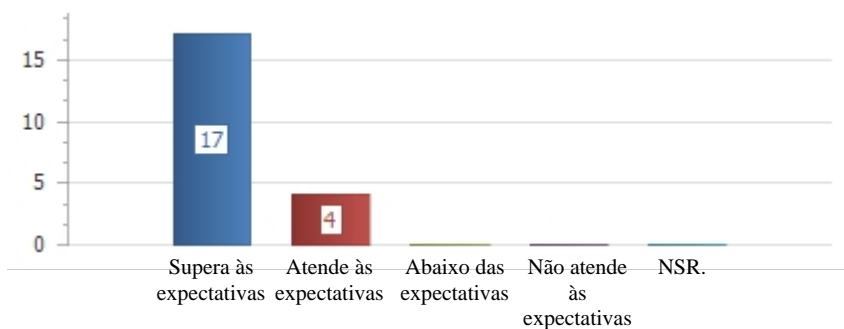 15
10
5
0
17
4
Supera às
expectativas
Atende às
expectativas
Abaixo das
expectativas
Não atende
às
expectativas
NSR.